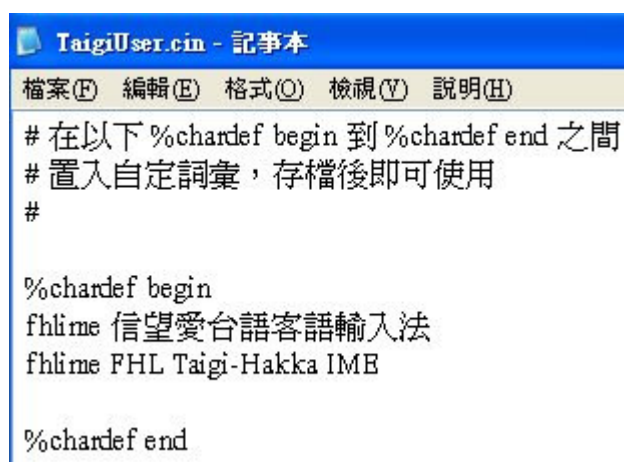 TaigiUser.cin - 記事本
檔案(F) 編輯(E) 格式(O) 檢視(V) 說明(H)
# 在以下 %chardef begin 到 %chardef end 之間
# 置入自定詞彙，存檔後即可使用
#
%chardef begin
fhlime 信望愛台語客語輸入法
fhlime FHL Taigi-Hakka IME
%chardef end